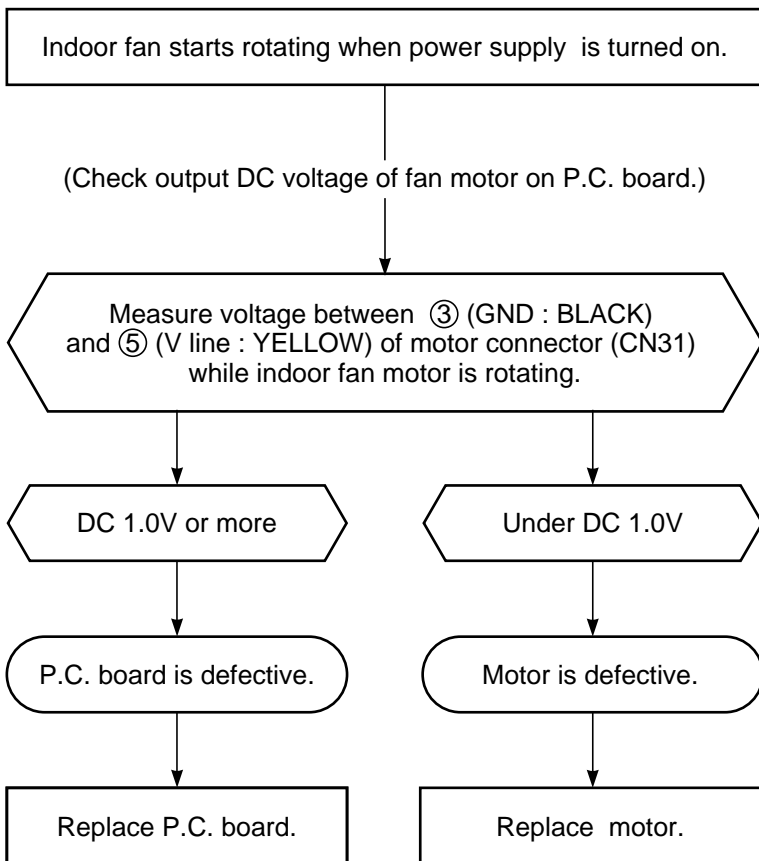 Indoor fan starts rotating when power supply is turned on.
(Check output DC voltage of fan motor on P.C. board.)
Measure voltage between ③ (GND : BLACK)
and ⑤ (V line : YELLOW) of motor connector (CN31)
while indoor fan motor is rotating.
DC 1.0V or more
Under DC 1.0V
P.C. board is defective.
Motor is defective.
Replace P.C. board.
Replace motor.